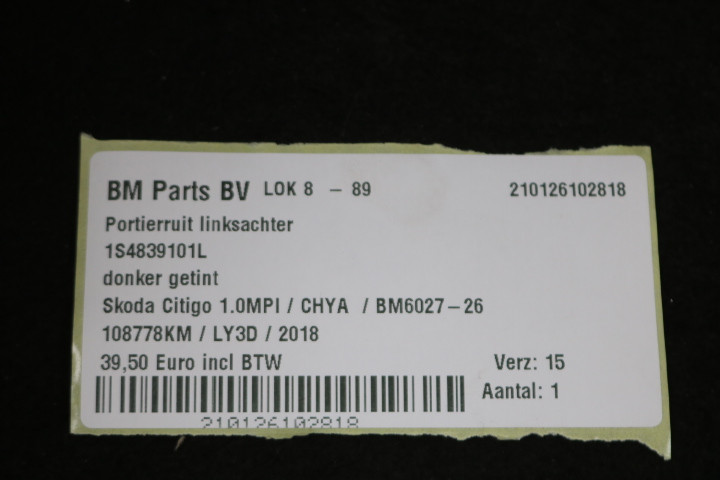 BM Parts BV LOK 8 - 89 210126102818
Portierruit linksachter
1S4839101L
donker getint
Skoda Citigo 1.0MPI / CHYA / BM6027-26
108778KM / LY3D / 2018
39,50 Euro incl BTW Verz: 15
Aantal: 1
210126102818